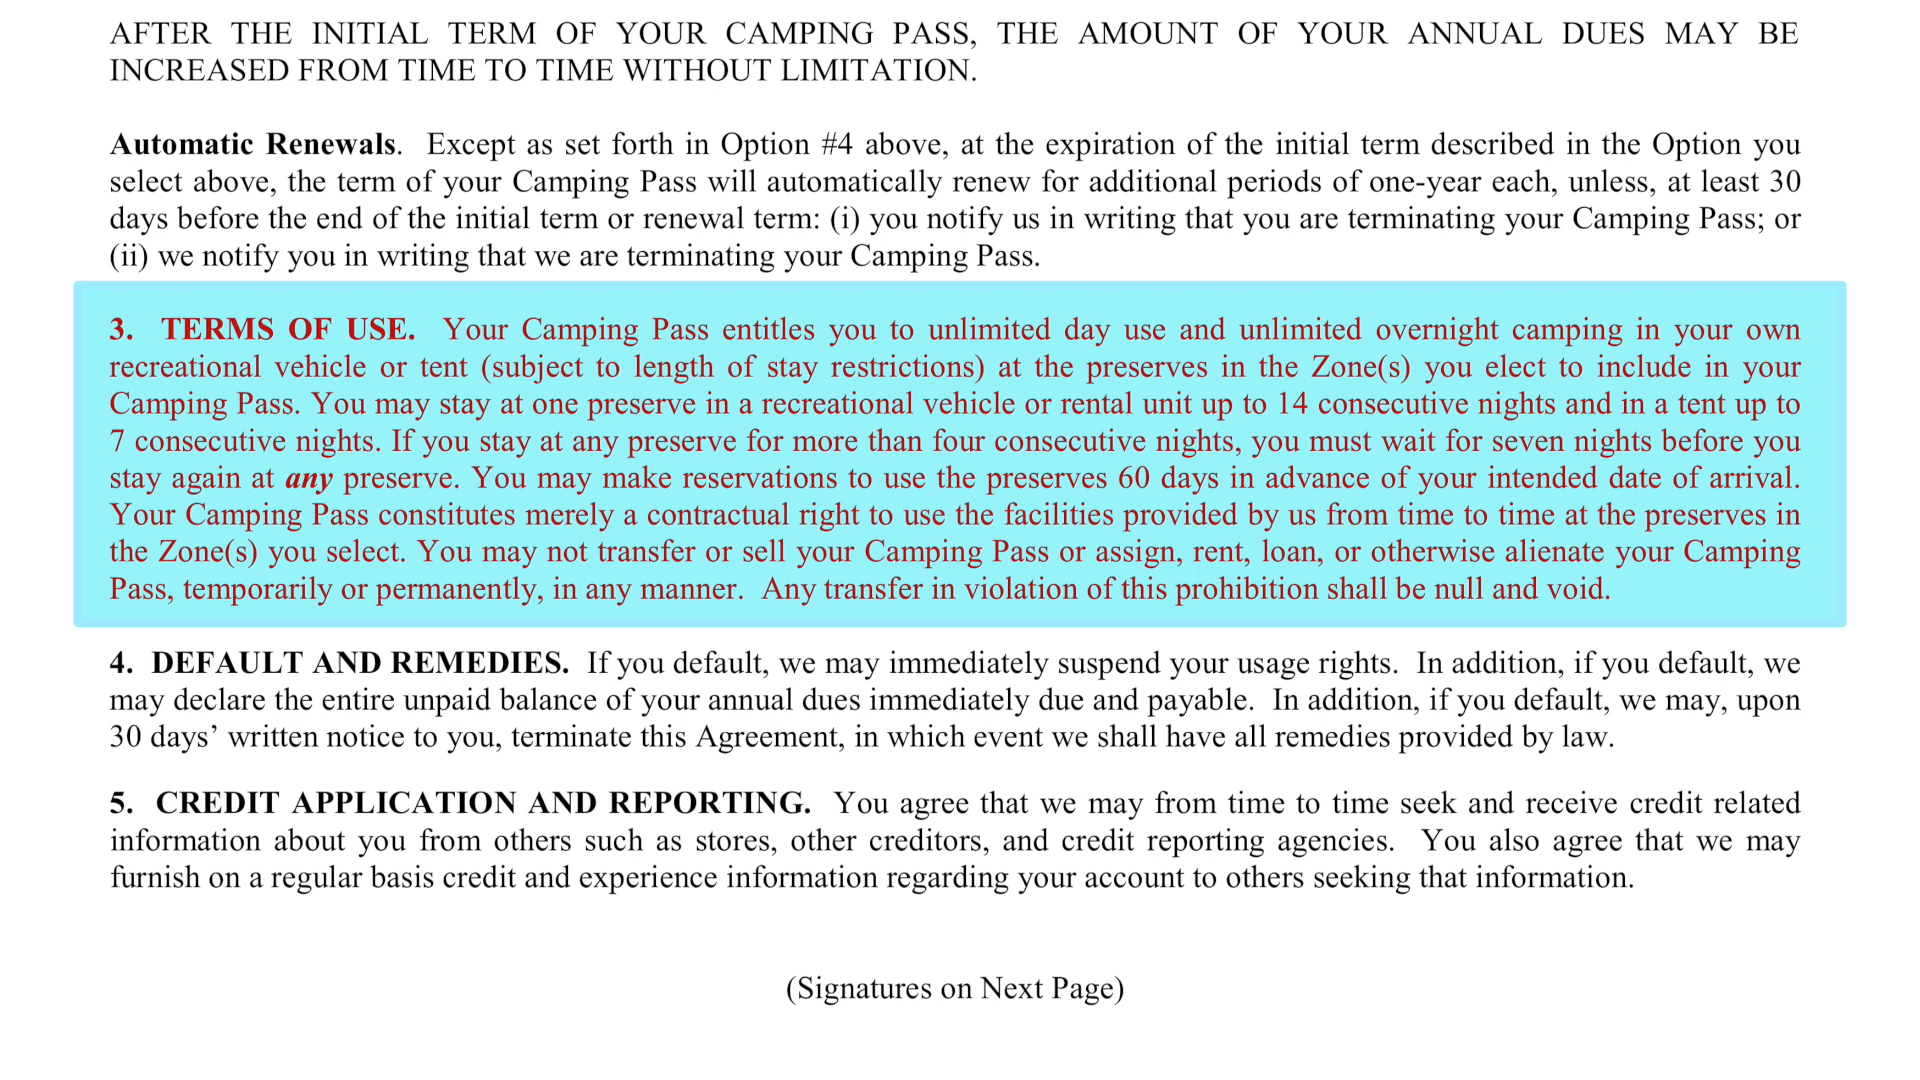 AFTER THE INITIAL TERM OF YOUR CAMPING PASS, THE AMOUNT OF YOUR ANNUAL DUES MAY BE
INCREASED FROM TIME TO TIME WITHOUT LIMITATION.
Automatic Renewals. Except as set forth in Option #4 above, at the expiration of the initial term described in the Option you
select above, the term of your Camping Pass will automatically renew for additional periods of one-year each, unless, at least 30
days before the end of the initial term or renewal term: (i) you notify us in writing that you are terminating your Camping Pass; or
(ii) we notify you in writing that we are terminating your Camping Pass.
3. TERMS OF USE. Your Camping Pass entitles you to unlimited day use and unlimited overnight camping in your own
recreational vehicle or tent (subject to length of stay restrictions) at the preserves in the Zone(s) you elect to include in your
Camping Pass. You may stay at one preserve in a recreational vehicle or rental unit up to 14 consecutive nights and in a tent up to
7 consecutive nights. If you stay at any preserve for more than four consecutive nights, you must wait for seven nights before you
stay again at any preserve. You may make reservations to use the preserves 60 days in advance of your intended date of arrival.
Your Camping Pass constitutes merely a contractual right to use the facilities provided by us from time to time at the preserves in
the Zone(s) you select. You may not transfer or sell your Camping Pass or assign, rent, loan, or otherwise alienate your Camping
Pass, temporarily or permanently, in any manner. Any transfer in violation of this prohibition shall be null and void.
4. DEFAULT AND REMEDIES. If you default, we may immediately suspend your usage rights. In addition, if you default, we
may declare the entire unpaid balance of your annual dues immediately due and payable. In addition, if you default, we may, upon
30 days’ written notice to you, terminate this Agreement, in which event we shall have all remedies provided by law.
5. CREDIT APPLICATION AND REPORTING. You agree that we may from time to time seek and receive credit related
information about you from others such as stores, other creditors, and credit reporting agencies. You also agree that we may
furnish on a regular basis credit and experience information regarding your account to others seeking that information.
(Signatures on Next Page)